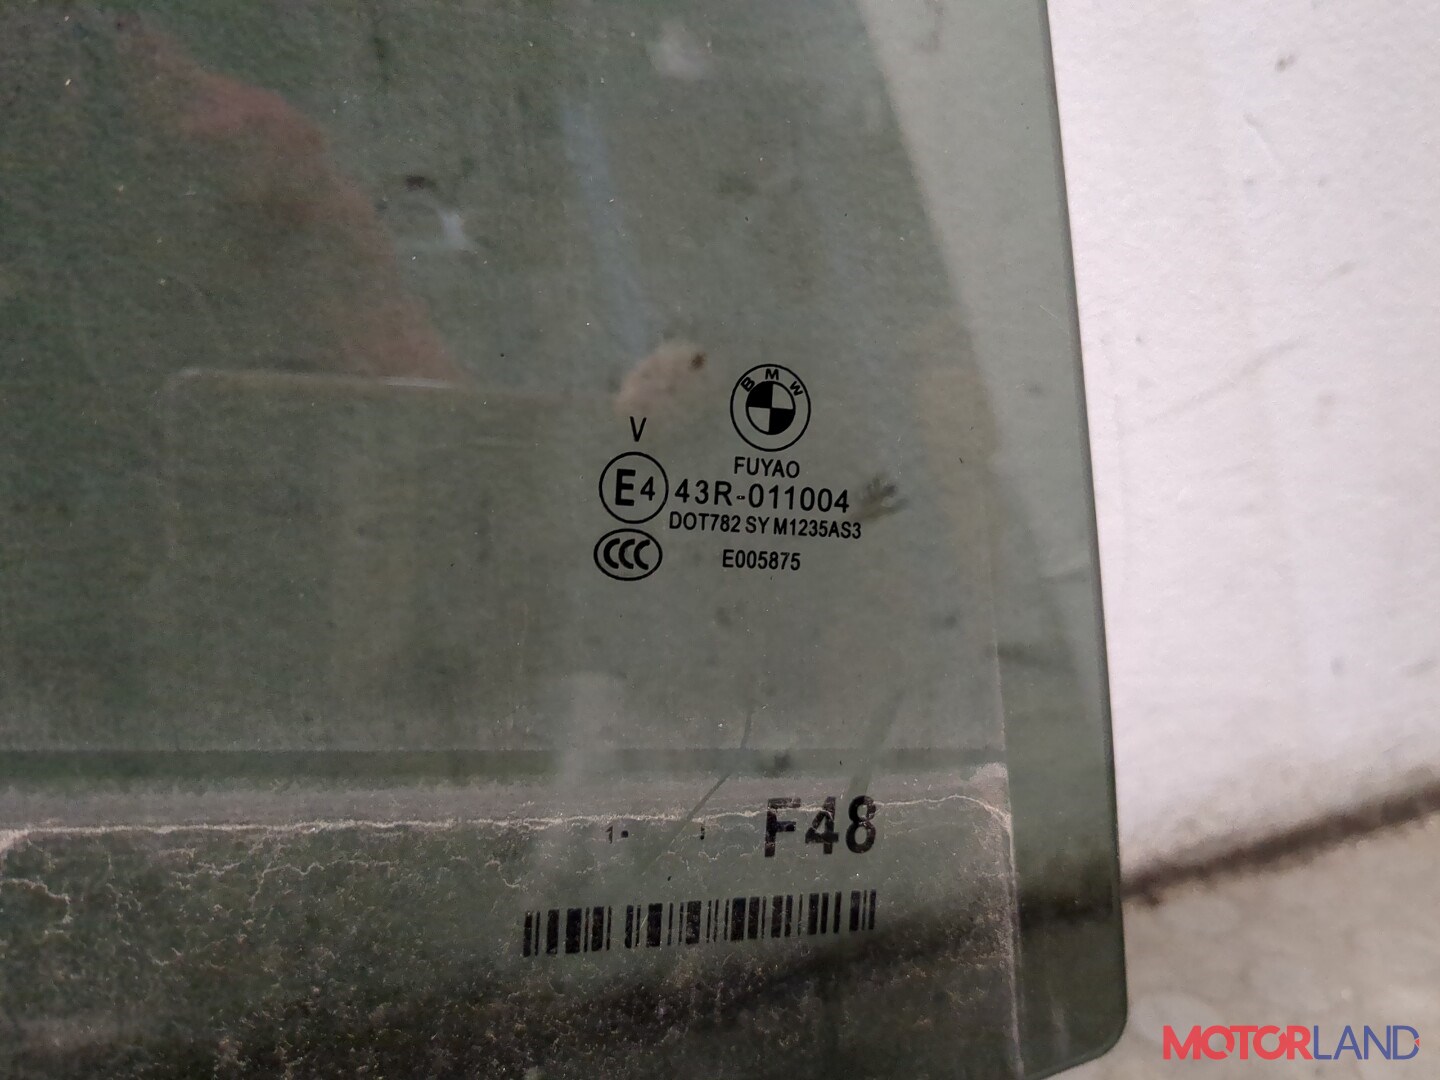 BMW
FUYAO
V
E4 43R-011004
DOT782 SY M1235AS3
CCC E005875
F48
MOTORLAND